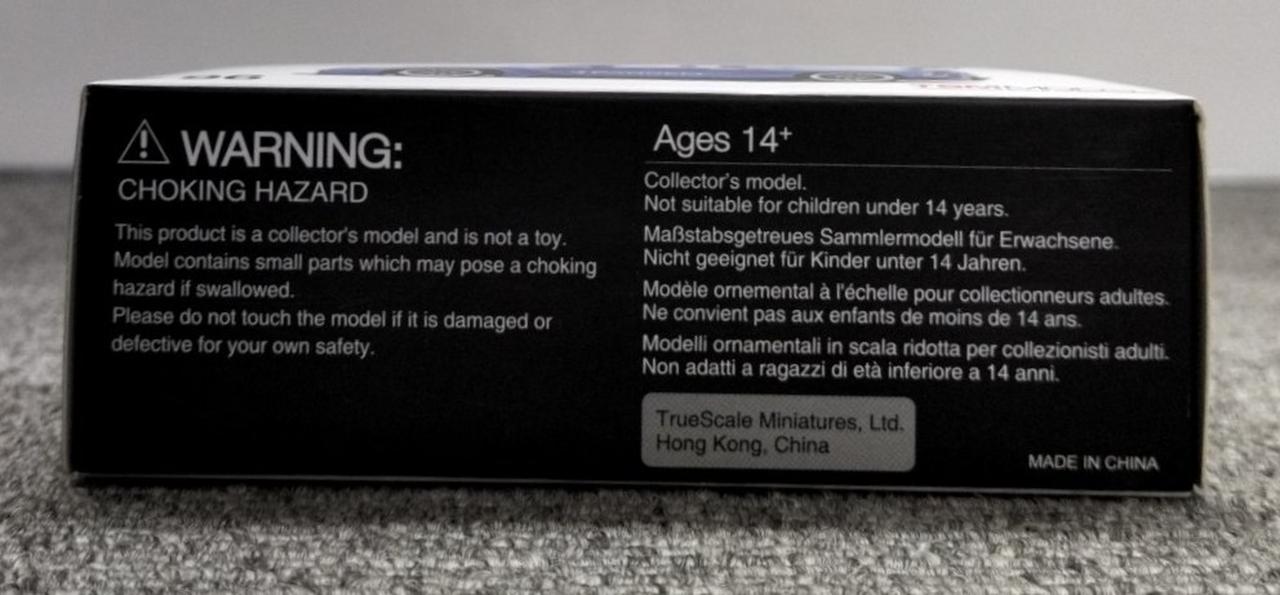 WARNING:
CHOKING HAZARD
This product is a collector's model and is not a toy.
Model contains small parts which may pose a choking
hazard if swallowed.
Please do not touch the model if it is damaged or
defective for your own safety.
Ages 14+
Collector's model.
Not suitable for children under 14 years.
Maßstabsgetreues Sammlermodell für Erwachsene.
Nicht geeignet für Kinder unter 14 Jahren.
Modèle ornemental à l'échelle pour collectionneurs adultes.
Ne convient pas aux enfants de moins de 14 ans.
Modelli ornamentali in scala ridotta per collezionisti adulti.
Non adatti a ragazzi di età inferiore a 14 anni.
TrueScale Miniatures, Ltd.
Hong Kong, China
MADE IN CHINA